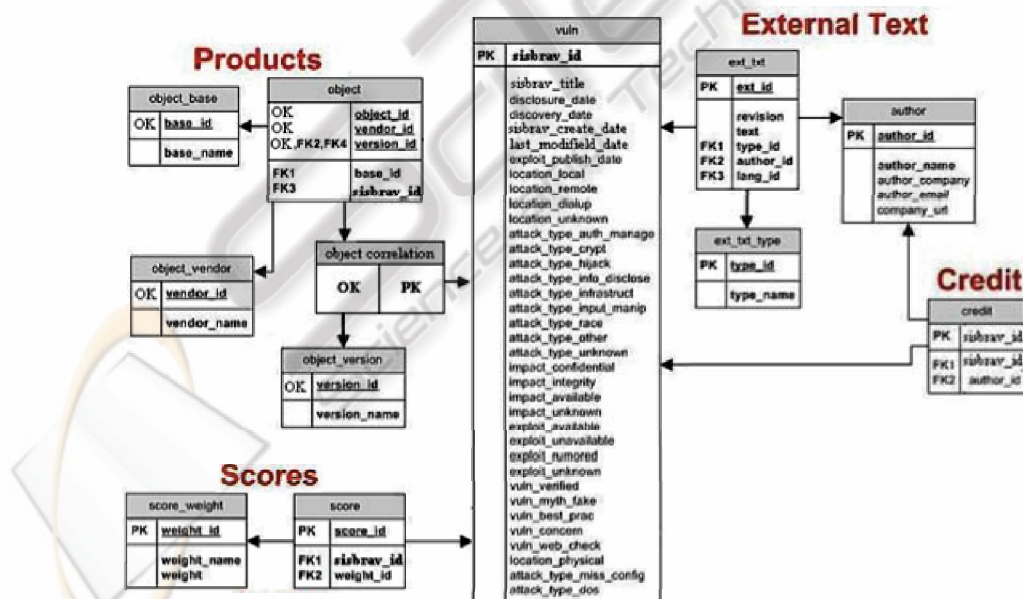 Products
object_base
OK base_id
base_name
object
OK object_id
OK vendor_id
OK,FK2,FK4 version_id
FK1 base_id
FK3 sisbrav_id
object_vendor
OK vendor_id
vendor_name
object correlation
OK PK
object_version
OK version_id
version_name
Scores
score_weight
PK weight_id
weight_name
weight
score
PK score_id
FK1 sisbrav_id
FK2 weight_id
vuln
PK sisbrav_id
sisbrav_title
disclosure_date
discovery_date
sisbrav_create_date
last_modifield_date
exploit_publish_date
location_local
location_remote
location_dialup
location_unknown
attack_type_auth_manage
attack_type_crypt
attack_type_hijack
attack_type_info_disclose
attack_type_infrastruct
attack_type_input_manip
attack_type_race
attack_type_other
attack_type_unknown
impact_confidential
impact_integrity
impact_available
impact_unknown
exploit_available
exploit_unavailable
exploit_rumored
exploit_unknown
vuln_verified
vuln_myth_fake
vuln_best_prac
vuln_concern
vuln_web_check
location_physical
attack_type_miss_config
attack_type_dos
External Text
ext_txt
PK ext_id
revision
text
FK1 type_id
FK2 author_id
FK3 lang_id
author
PK author_id
author_name
author_company
author_email
company_url
ext_txt_type
PK type_id
type_name
Credit
credit
PK sisbrav_id
FK1 sisbrav_id
FK2 author_id